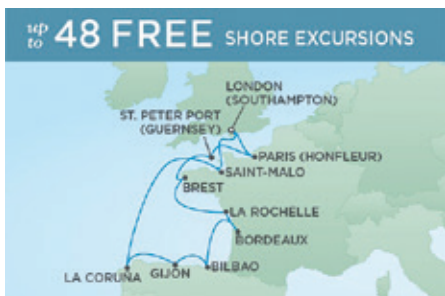 up to 48 FREE SHORE EXCURSIONS
LONDON
(SOUTHAMPTON)
ST. PETER PORT
(GUERNSEY)
PARIS (HONFLEUR)
SAINT-MALO
BREST
LA ROCHELLE
BORDEAUX
LA CORUÑA
GIJÓN
BILBAO